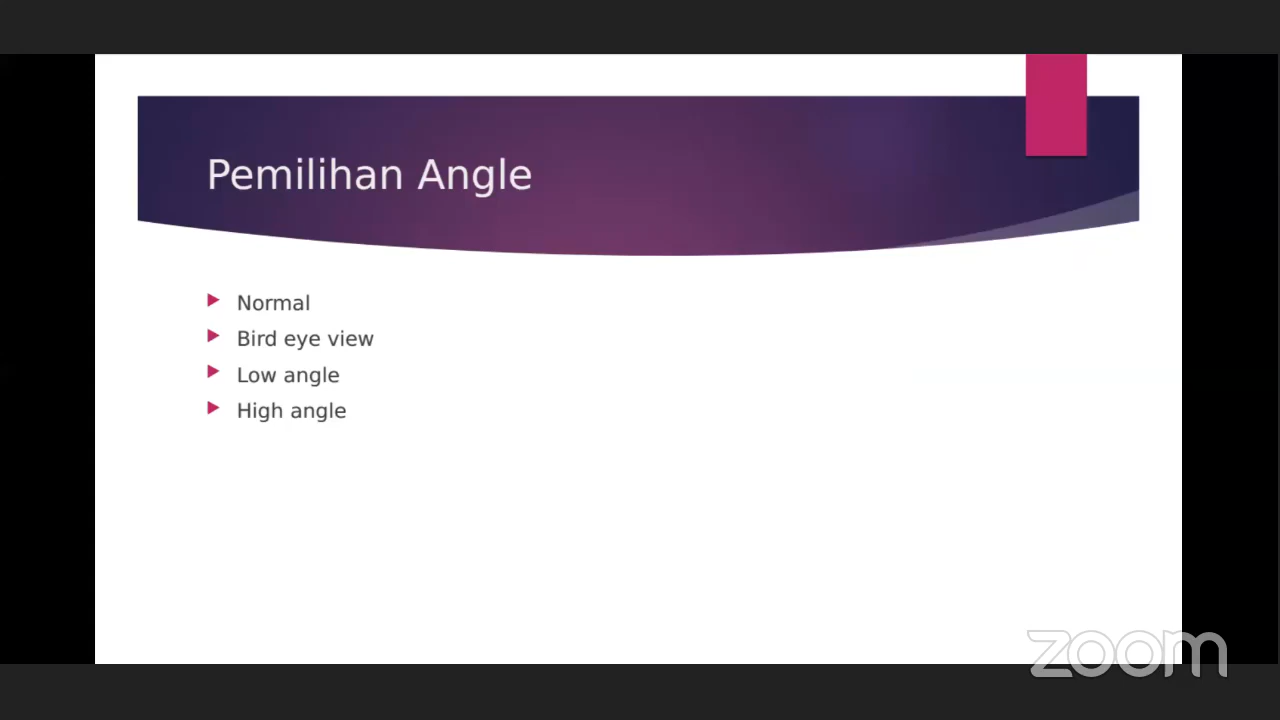 Pemilihan Angle
Normal
Bird eye view
Low angle
High angle
zoom